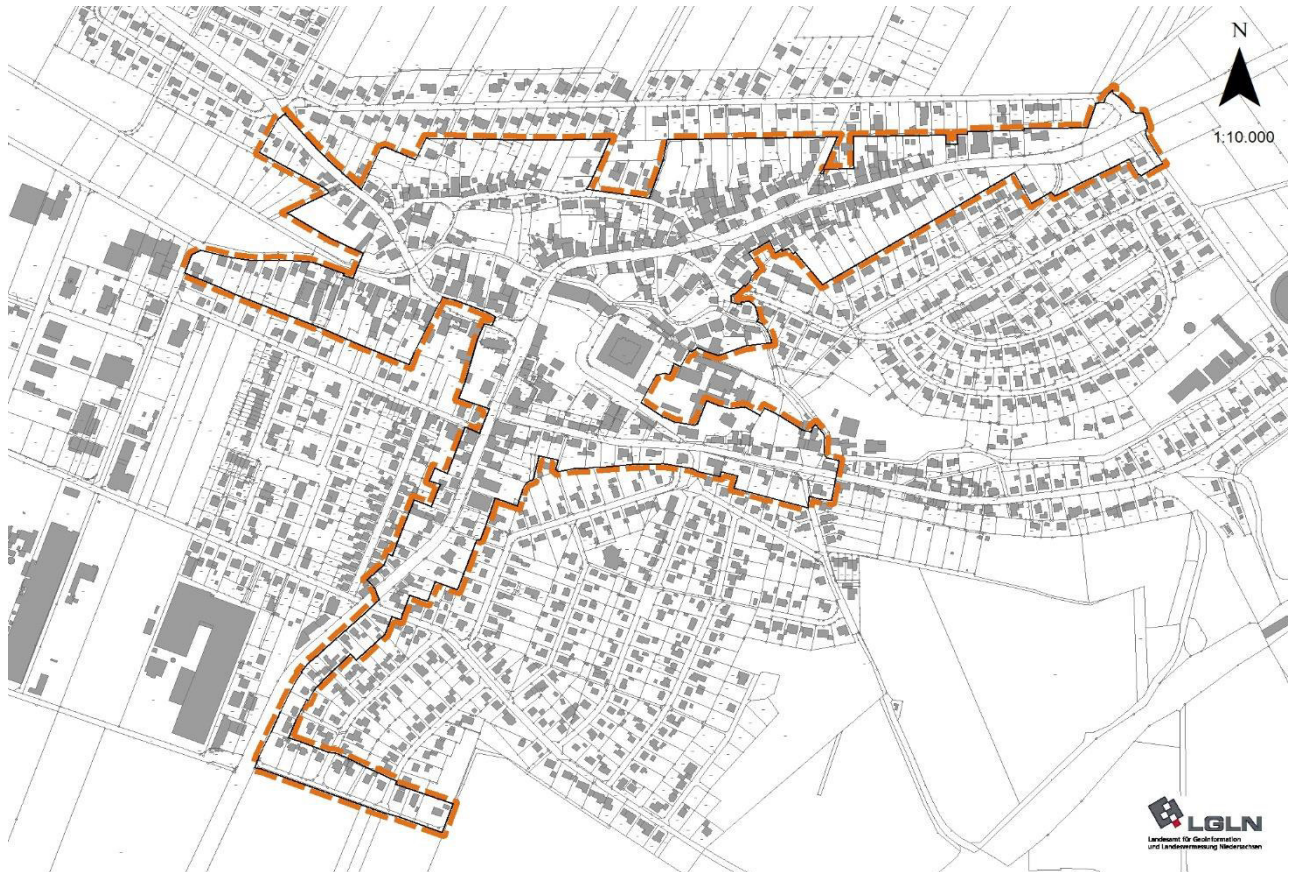 N
1:10.000
LGLN
Landesamt für Geoinformation
und Landesvermessung Niedersachsen